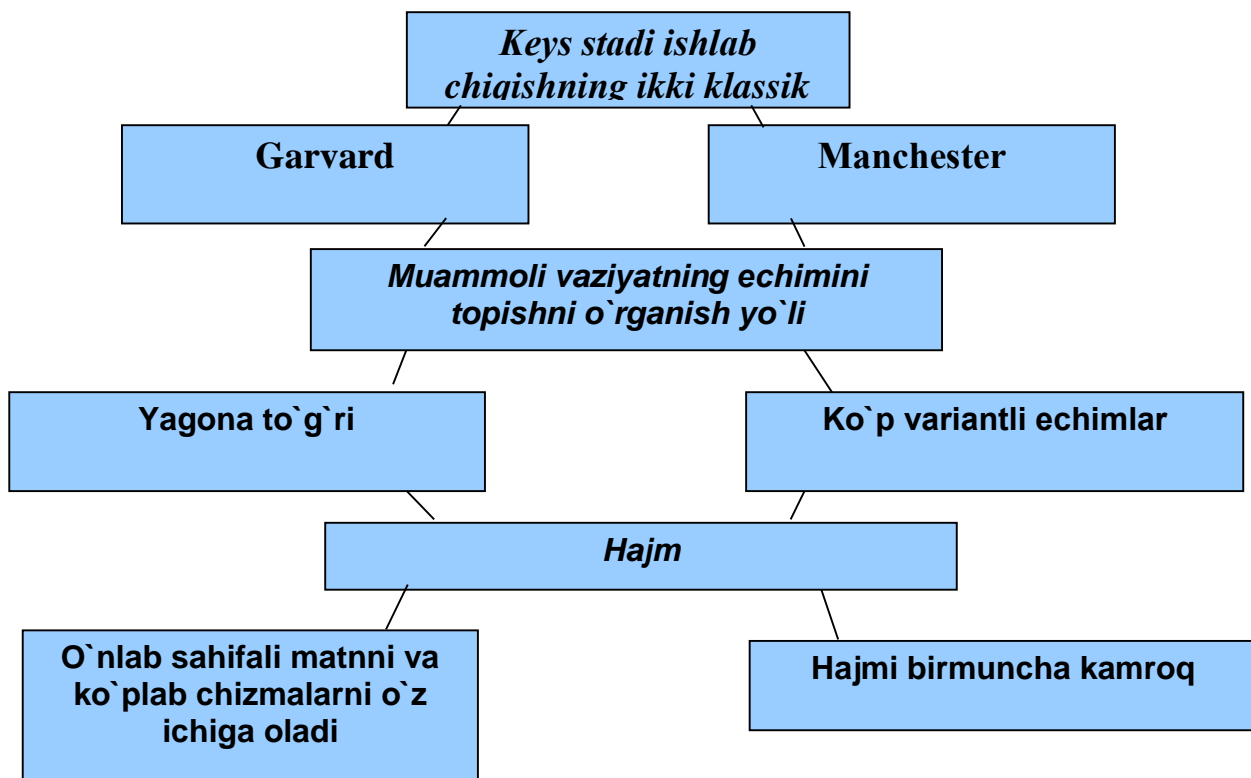 Keys stadi ishlab
chiqishning ikki klassik
Garvard
Manchester
Muammoli vaziyatning echimini
topishni o`rganish yo`li
Yagona to`g`ri
Ko`p variantli echimlar
Hajm
O`nlab sahifali matnni va
ko`plab chizmalarni o`z
ichiga oladi
Hajmi birmuncha kamroq